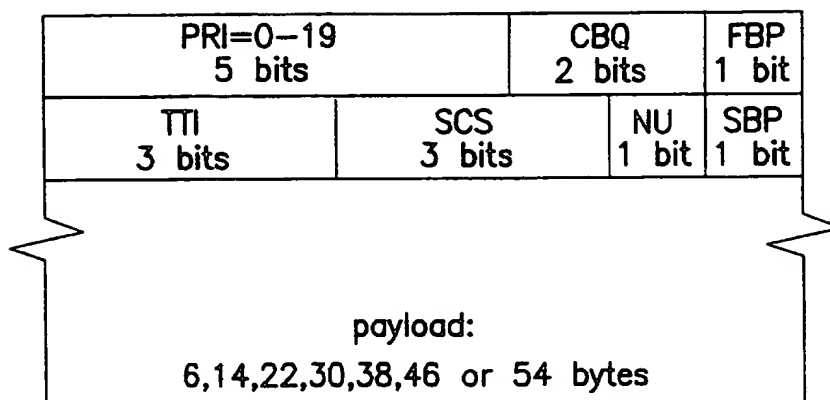 PRI=0-19 CBQ FBP
5 bits 2 bits 1 bit
TTI SCS NU SBP
3 bits 3 bits 1 bit 1 bit
payload:
6,14,22,30,38,46 or 54 bytes